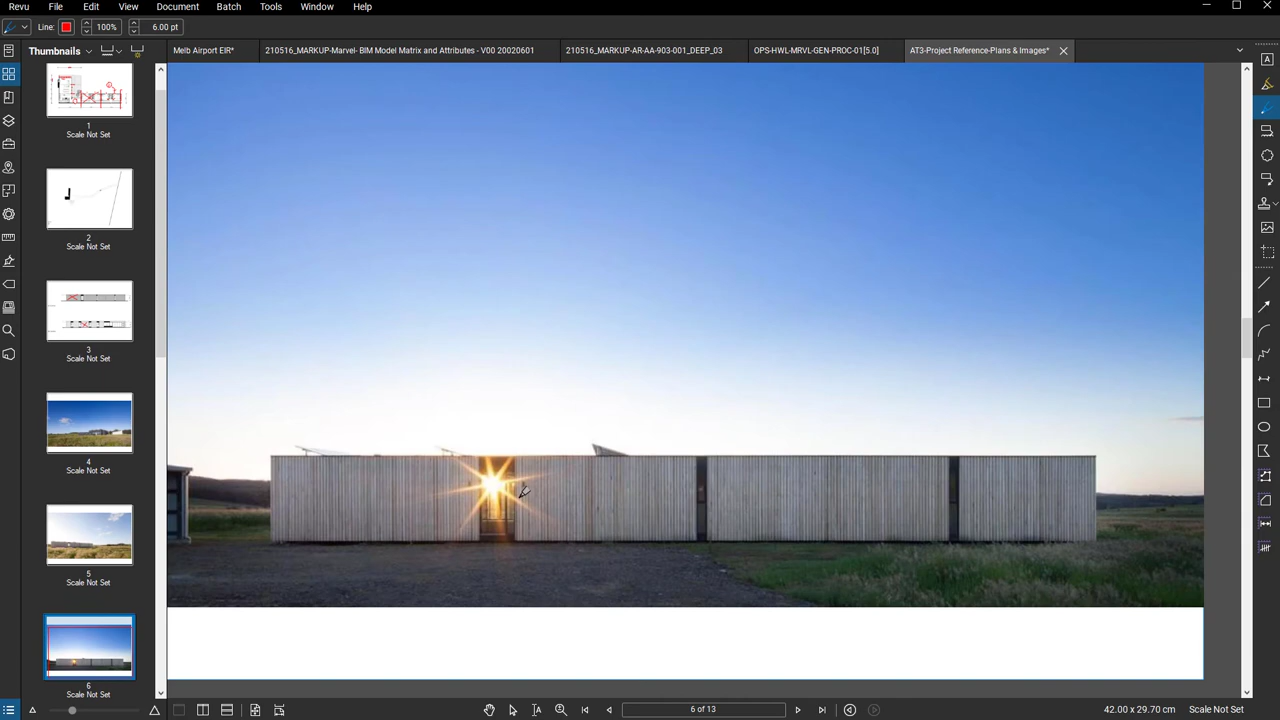 Revu File Edit View Document Batch Tools Window Help
Line: 100% 6.00 pt
Thumbnails
Melb Airport EIR* 210516_MARKUP-Marvel- BIM Model Matrix and Attributes - V00 20200601 210516_MARKUP-AR-AA-903-001_DEEP_03 OPS-HWL-MRVL-GEN-PROC-01[5.0] AT3-Project Reference-Plans & Images*
1
Scale Not Set
2
Scale Not Set
3
Scale Not Set
4
Scale Not Set
5
Scale Not Set
6
Scale Not Set
6 of 13
42.00 x 29.70 cm Scale Not Set